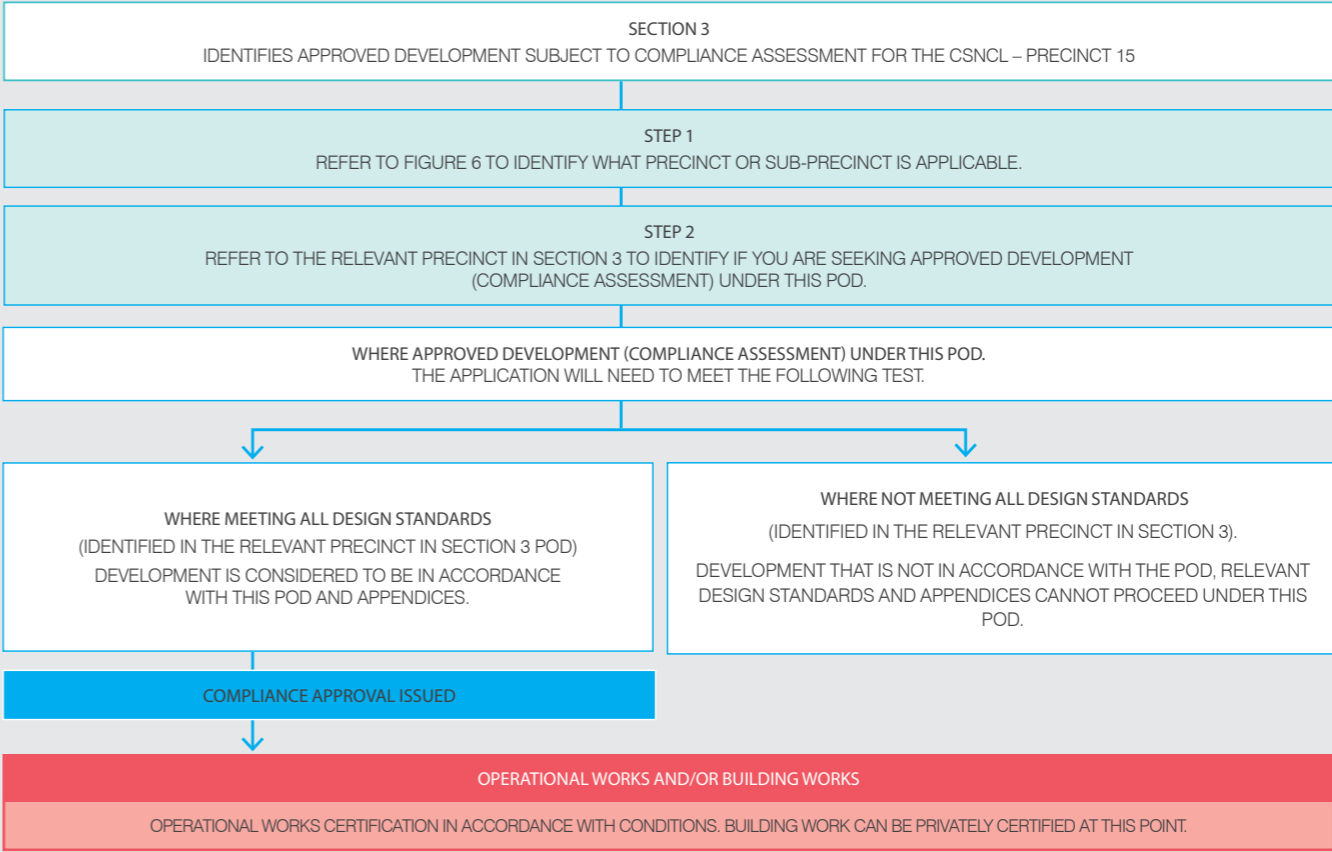 SECTION 3
IDENTIFIES APPROVED DEVELOPMENT SUBJECT TO COMPLIANCE ASSESSMENT FOR THE CSNCL – PRECINCT 15
STEP 1
REFER TO FIGURE 6 TO IDENTIFY WHAT PRECINCT OR SUB-PRECINCT IS APPLICABLE.
STEP 2
REFER TO THE RELEVANT PRECINCT IN SECTION 3 TO IDENTIFY IF YOU ARE SEEKING APPROVED DEVELOPMENT
(COMPLIANCE ASSESSMENT) UNDER THIS POD.
WHERE APPROVED DEVELOPMENT (COMPLIANCE ASSESSMENT) UNDER THIS POD.
THE APPLICATION WILL NEED TO MEET THE FOLLOWING TEST.
WHERE MEETING ALL DESIGN STANDARDS
(IDENTIFIED IN THE RELEVANT PRECINCT IN SECTION 3 POD)
DEVELOPMENT IS CONSIDERED TO BE IN ACCORDANCE
WITH THIS POD AND APPENDICES.
WHERE NOT MEETING ALL DESIGN STANDARDS
(IDENTIFIED IN THE RELEVANT PRECINCT IN SECTION 3).
DEVELOPMENT THAT IS NOT IN ACCORDANCE WITH THE POD, RELEVANT
DESIGN STANDARDS AND APPENDICES CANNOT PROCEED UNDER THIS
POD.
COMPLIANCE APPROVAL ISSUED
OPERATIONAL WORKS AND/OR BUILDING WORKS
OPERATIONAL WORKS CERTIFICATION IN ACCORDANCE WITH CONDITIONS. BUILDING WORK CAN BE PRIVATELY CERTIFIED AT THIS POINT.